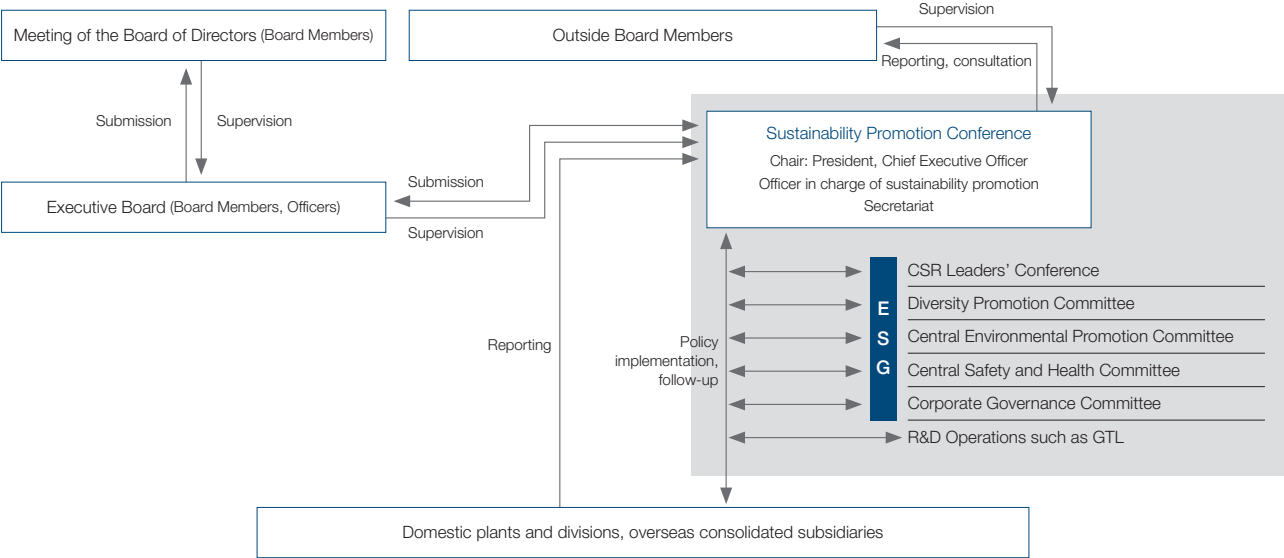 Supervision
Meeting of the Board of Directors (Board Members)
Outside Board Members
Reporting, consultation
Submission
Supervision
Sustainability Promotion Conference
Chair: President, Chief Executive Officer
Officer in charge of sustainability promotion
Secretariat
Submission
Executive Board (Board Members, Officers)
Supervision
CSR Leaders' Conference
Diversity Promotion Committee
E
Central Environmental Promotion Committee
S
Reporting
Policy
implementation,
follow-up
Central Safety and Health Committee
G
Corporate Governance Committee
R&D Operations such as GTL
Domestic plants and divisions, overseas consolidated subsidiaries